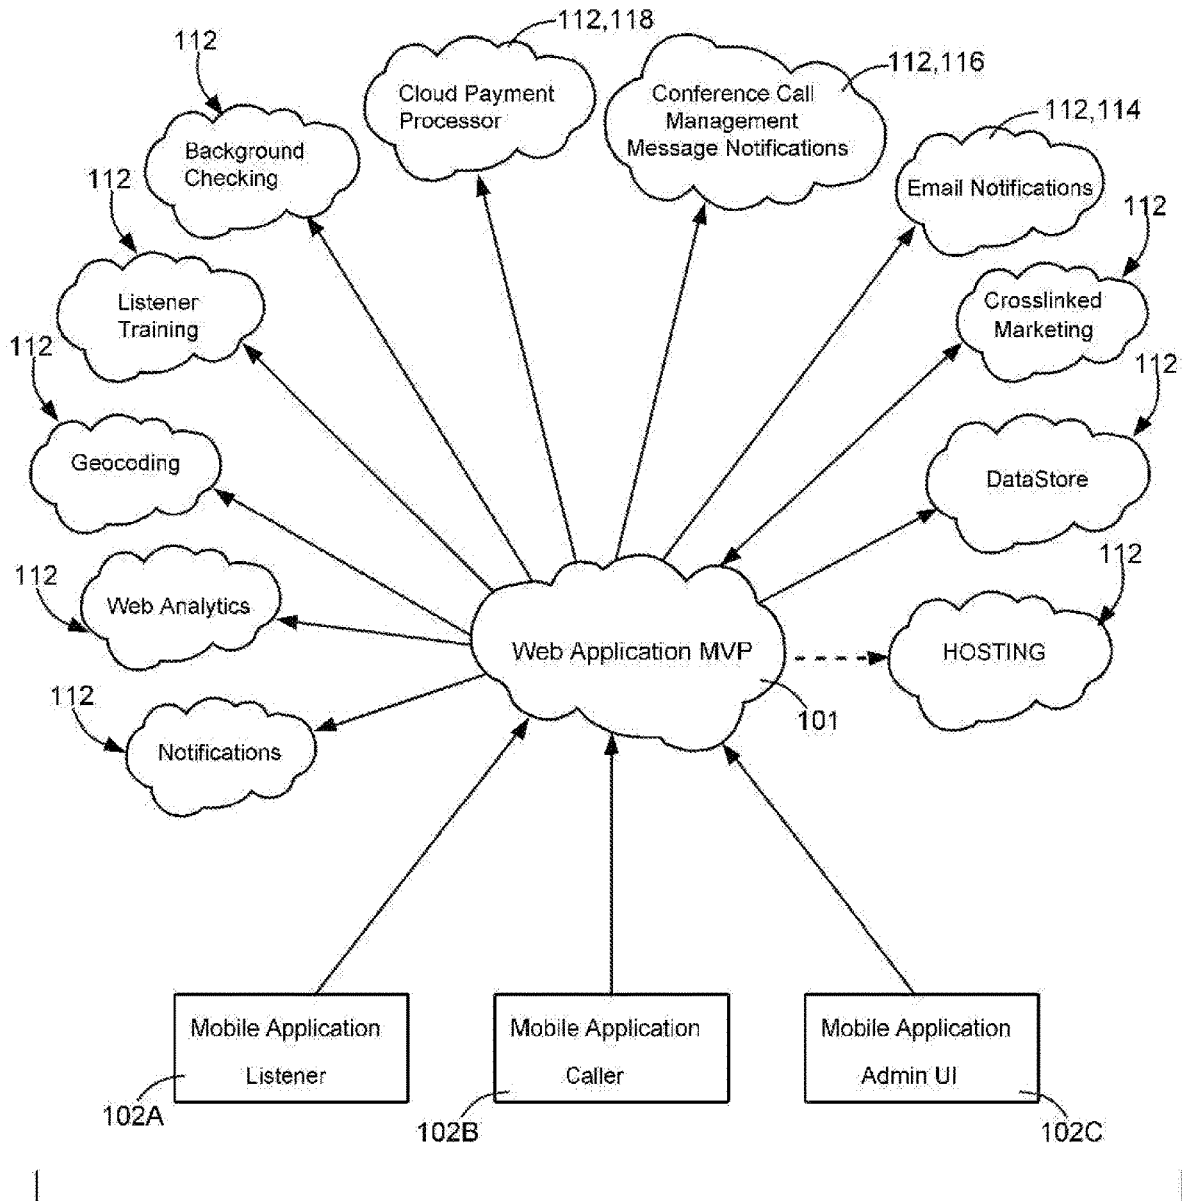 112,118
112
Cloud Payment
Processor
112,116
Conference Call
Management
Message Notifications
112,114
Email Notifications
Background
Checking
112
112
Listener
Training
Crosslinked
Marketing
112
112
Geocoding
DataStore
112
112
Web Analytics
Web Application MVP
HOSTING
101
112
Notifications
Mobile Application
Listener
102A
Mobile Application
Caller
102B
Mobile Application
Admin UI
102C